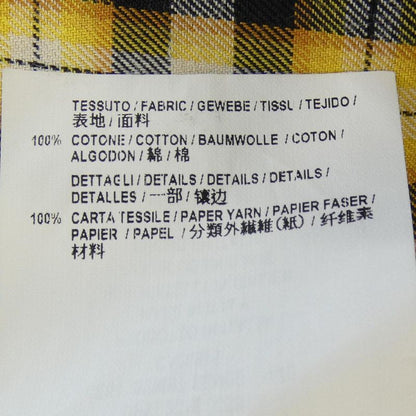 TESSUTO / FABRIC / GEWEBE / TISSU / TEJIDO /
表地 / 面料
100% COTONE / COTTON / BAUMWOLLE / COTON /
ALGODON / 綿 / 棉
DETTAGLI / DETAILS / DETAILS / DETAILS /
DETALLES / 一部 / 镶边
100% CARTA TESSILE / PAPER YARN / PAPIER FASER /
PAPIER / PAPEL / 分類外繊維(紙) / 纤维素
材料